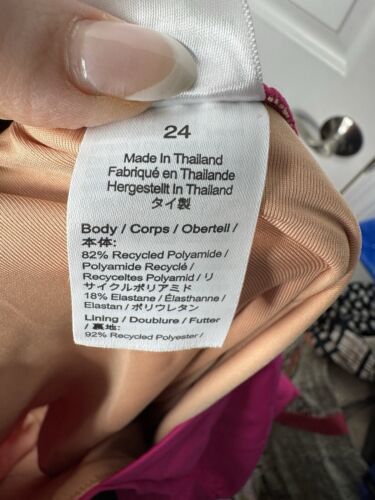 24
Made In Thailand
Fabriqué en Thaïlande
Hergestellt In Thailand
タイ製
Body / Corps / Oberteil /
本体:
82% Recycled Polyamide /
Polyamide Recyclé /
Recyceltes Polyamid / リ
サイクルポリアミド
18% Elastane / Élasthanne /
Elastan / ポリウレタン
Lining / Doublure / Futter
/ 裏地:
92% Recycled Polyester /